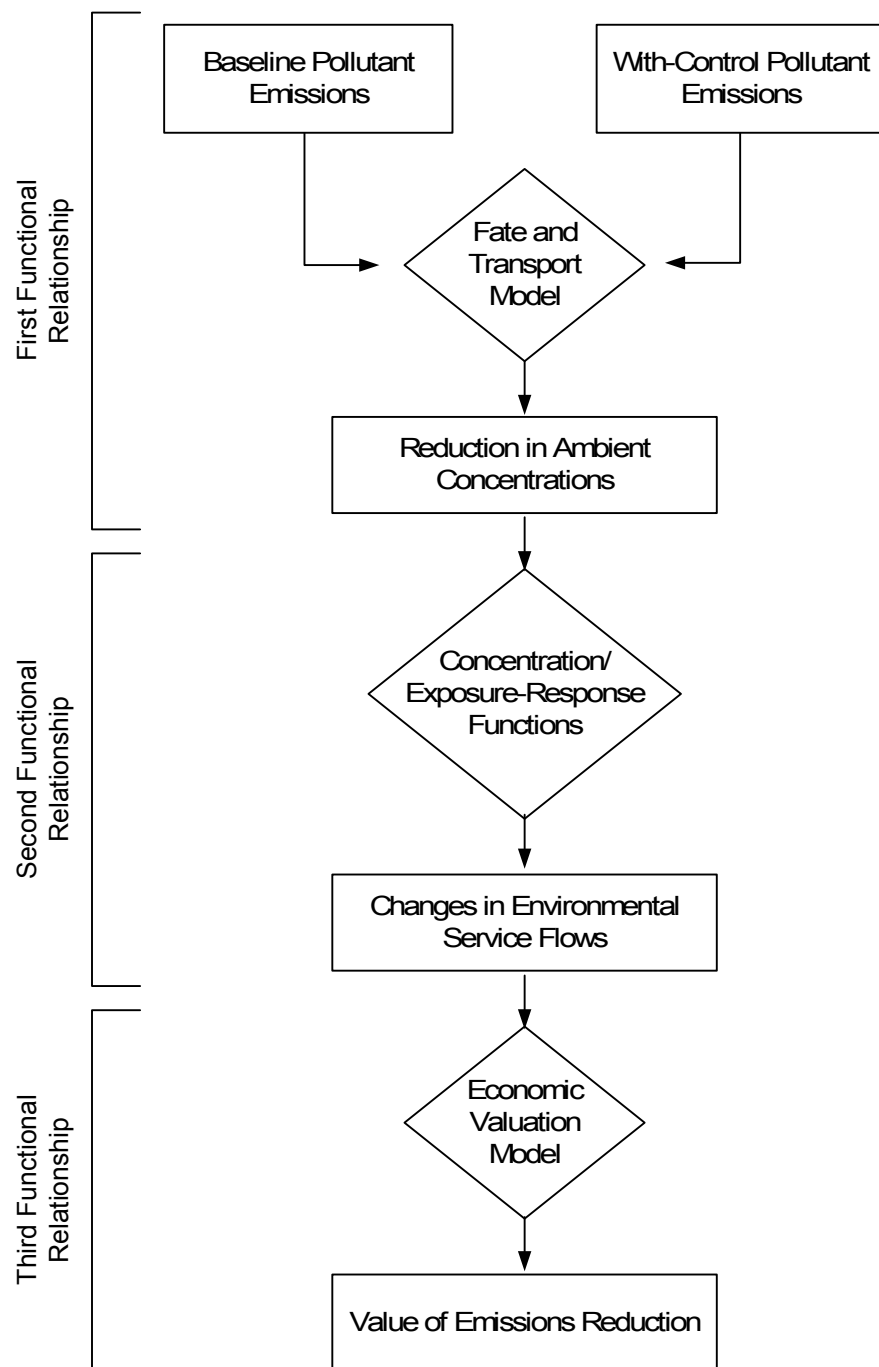 Baseline Pollutant
Emissions
With-Control Pollutant
Emissions
First Functional
Relationship
Fate and
Transport
Model
Reduction in Ambient
Concentrations
Second Functional
Relationship
Concentration/
Exposure-Response
Functions
Changes in Environmental
Service Flows
Third Functional
Relationship
Economic
Valuation
Model
Value of Emissions Reduction